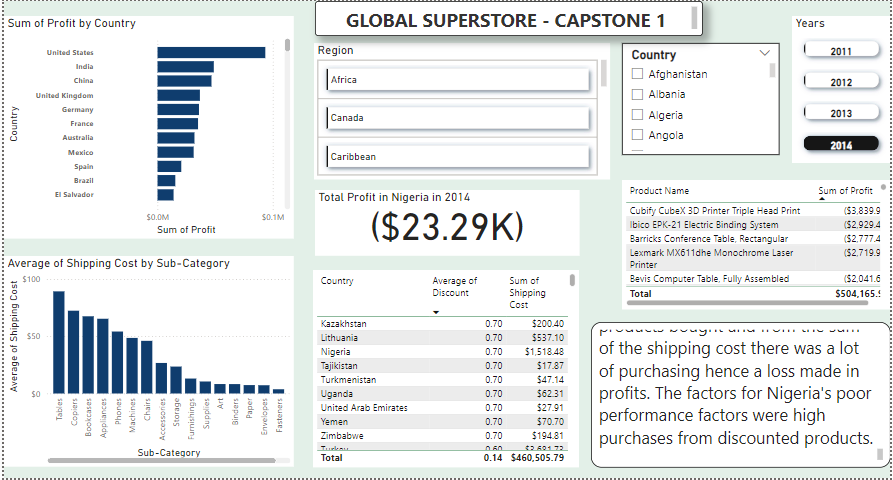 GLOBAL SUPERSTORE - CAPSTONE 1
Sum of Profit by Country
Country
United States
India
China
United Kingdom
Germany
France
Australia
Mexico
Spain
Brazil
El Salvador
$0.0M $0.1M
Sum of Profit
Region
Africa
Canada
Caribbean
Country
Afghanistan
Albania
Algeria
Angola
Years
2011
2012
2013
2014
Total Profit in Nigeria in 2014
($23.29K)
Product Name Sum of Profit
Cubify CubeX 3D Printer Triple Head Print ($3,839.9
Ibico EPK-21 Electric Binding System ($2,929.4
Barricks Conference Table, Rectangular ($2,777.4
Lexmark MX611dhe Monochrome Laser ($2,719.9
Printer
Bevis Computer Table, Fully Assembled ($2,041.6
Total $504,165.9
Average of Shipping Cost by Sub-Category
Average of Shipping Cost
$100
$50
$0
Tables
Copiers
Bookcases
Appliances
Phones
Machines
Chairs
Accessories
Storage
Furnishings
Supplies
Art
Binders
Paper
Envelopes
Fasteners
Sub-Category
Country Average of Sum of
Discount Shipping
Cost
Kazakhstan 0.70 $200.40
Lithuania 0.70 $537.10
Nigeria 0.70 $1,518.48
Tajikistan 0.70 $17.87
Turkmenistan 0.70 $47.14
Uganda 0.70 $62.31
United Arab Emirates 0.70 $27.91
Yemen 0.70 $70.70
Zimbabwe 0.70 $194.81
Turkey 0.60 $3,681.73
Total 0.14 $460,505.79
products bought and from the sum
of the shipping cost there was a lot
of purchasing hence a loss made in
profits. The factors for Nigeria's poor
performance factors were high
purchases from discounted products.